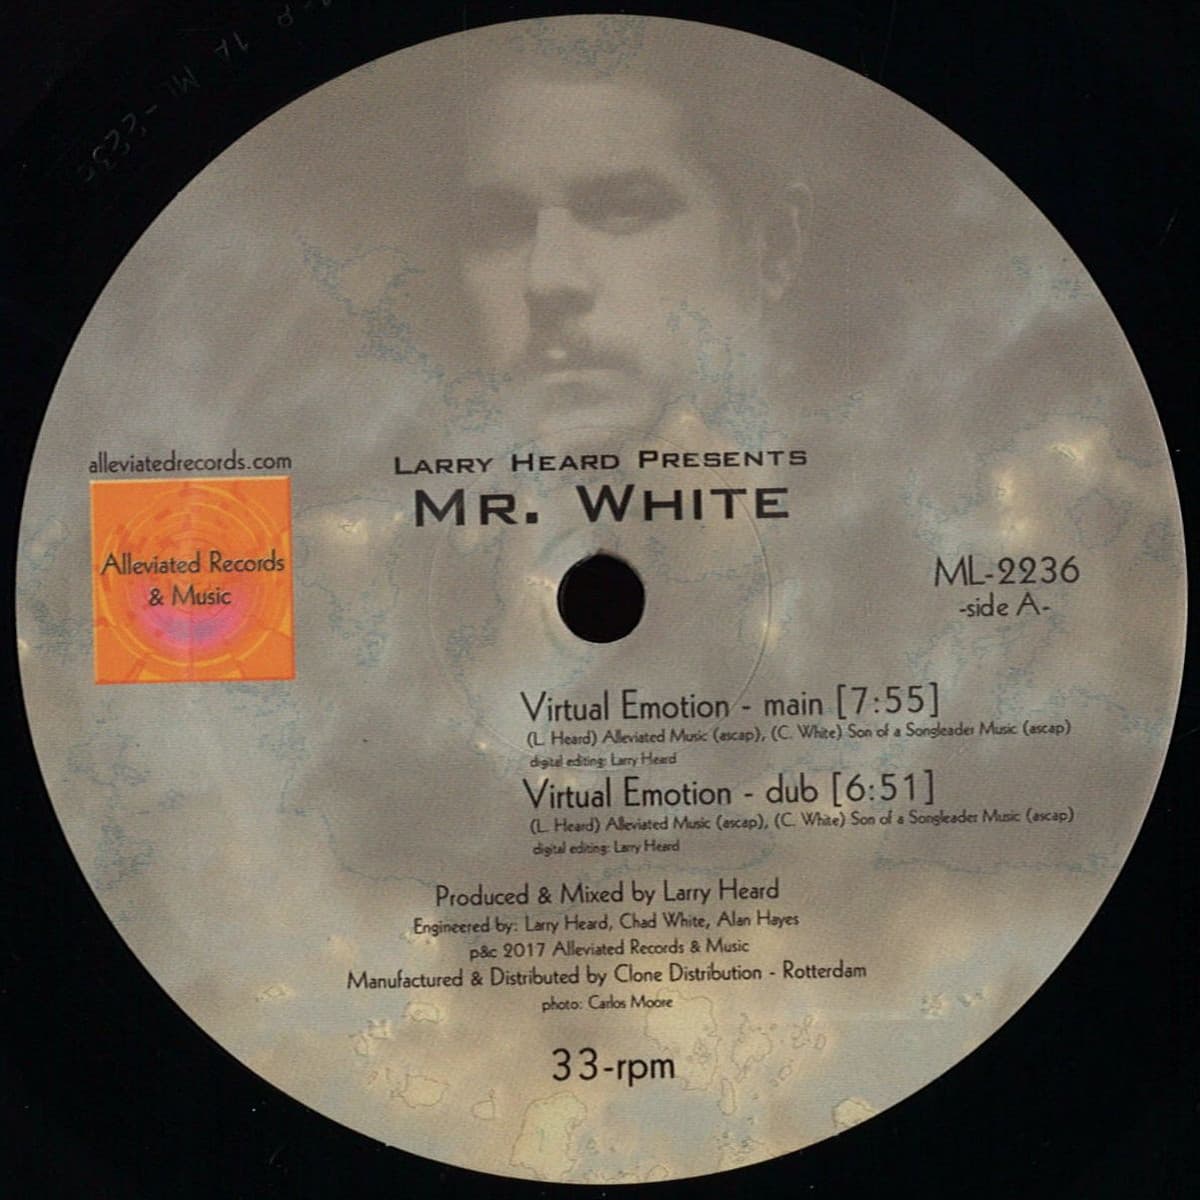 alleviatedrecords.com
Alleviated Records
& Music
Larry Heard Presents
Mr. White
ML-2236
-side A-
Virtual Emotion - main [7:55]
(L. Heard) Alleviated Music (ascap), (C. White) Son of a Songleader Music (ascap)
digital editing: Larry Heard
Virtual Emotion - dub [6:51]
(L. Heard) Alleviated Music (ascap), (C. White) Son of a Songleader Music (ascap)
digital editing: Larry Heard
Produced & Mixed by Larry Heard
Engineered by: Larry Heard, Chad White, Alan Hayes
p&c 2017 Alleviated Records & Music
Manufactured & Distributed by Clone Distribution - Rotterdam
photo: Carlos Moore
33-rpm